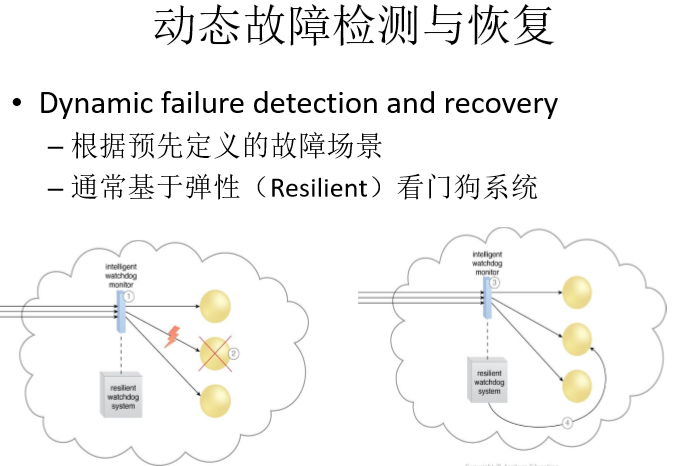 动态故障检测与恢复
• Dynamic failure detection and recovery
– 根据预先定义的故障场景
– 通常基于弹性（Resilient）看门狗系统
intelligent
watchdog
monitor
1
2
resilient
watchdog
system
intelligent
watchdog
monitor
3
resilient
watchdog
system
4